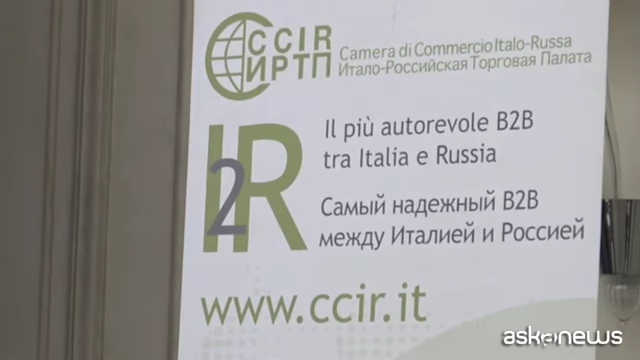 CCIR
ИРТП
Camera di Commercio Italo-Russa
Итало-Российская Торговая Палата
I2R
Il più autorevole B2B
tra Italia e Russia
Самый надежный B2B
между Италией и Россией
www.ccir.it
askanews